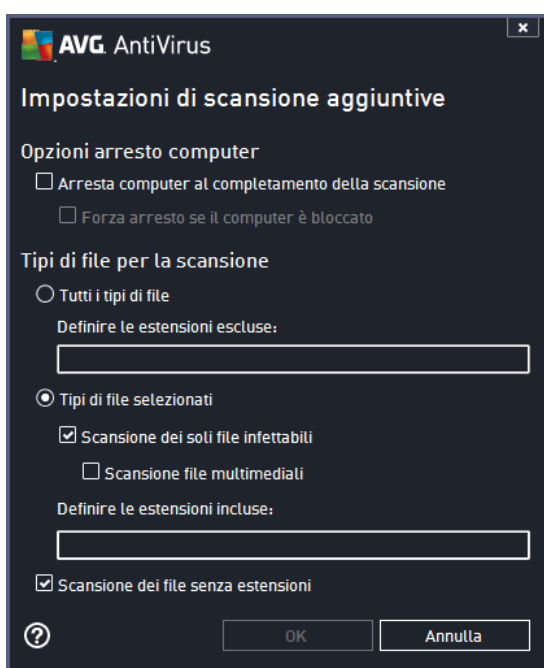 AVG. AntiVirus
Impostazioni di scansione aggiuntive
Opzioni arresto computer
Arresta computer al completamento della scansione
Forza arresto se il computer è bloccato
Tipi di file per la scansione
Tutti i tipi di file
Definire le estensioni escluse:
Tipi di file selezionati
Scansione dei soli file infettabili
Scansione file multimediali
Definire le estensioni incluse:
Scansione dei file senza estensioni
? OK Annulla